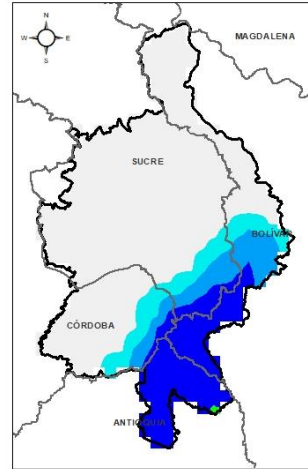 N
MAGDALENA
W E
S
SUCRE
BOLÍVAR
CÓRDOBA
ANTIOQUIA